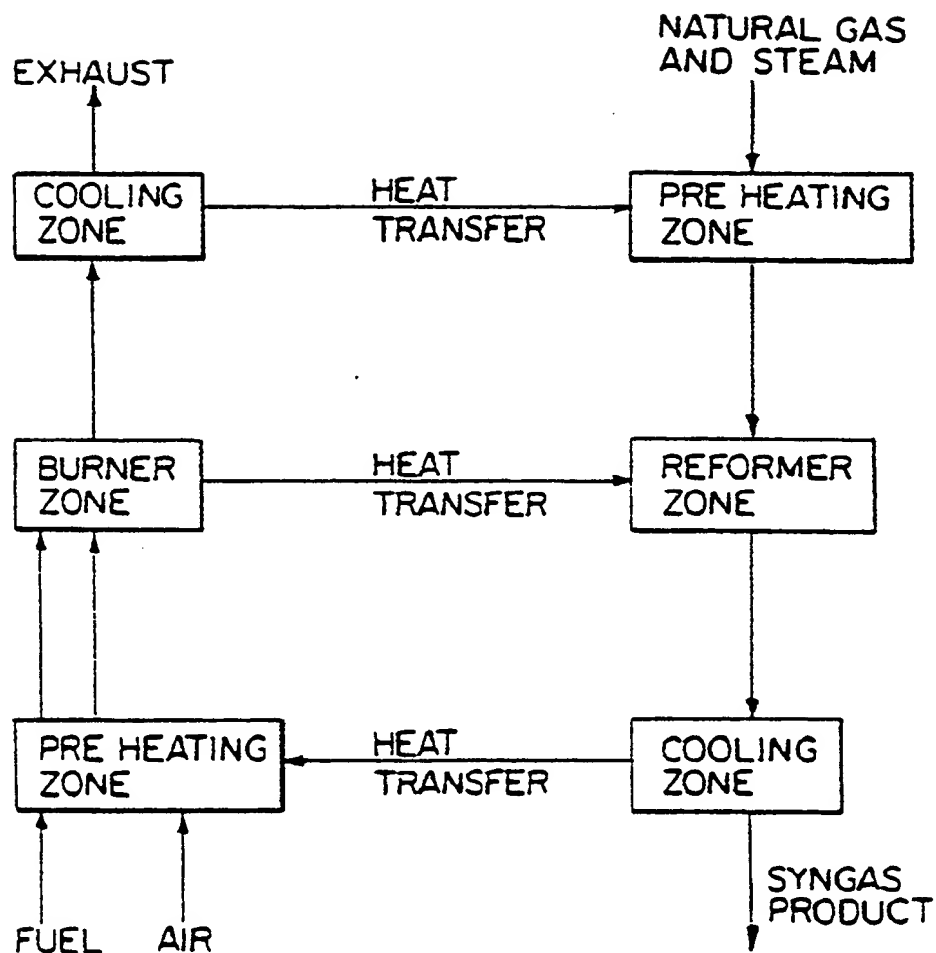 NATURAL GAS
AND STEAM
EXHAUST
COOLING
ZONE
HEAT
TRANSFER
PRE HEATING
ZONE
BURNER
ZONE
HEAT
TRANSFER
REFORMER
ZONE
PRE HEATING
ZONE
HEAT
TRANSFER
COOLING
ZONE
SYNGAS
PRODUCT
FUEL
AIR